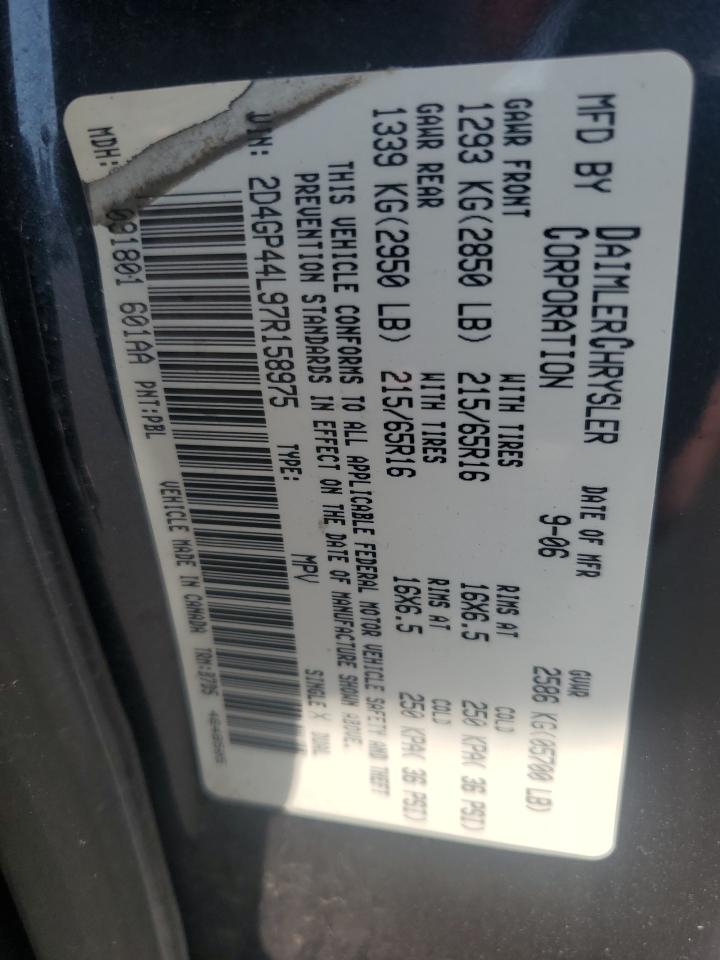 MFD BY DAIMLERCHRYSLER CORPORATION
DATE OF MFR 9-06
GVWR 2586 KG(05700 LB)
GAWR FRONT WITH TIRES RIMS AT COLD
1293 KG(2850 LB) 215/65R16 16X6.5 250 KPA( 36 PSI)
GAWR REAR WITH TIRES RIMS AT COLD
1339 KG(2950 LB) 215/65R16 16X6.5 250 KPA( 36 PSI)
THIS VEHICLE CONFORMS TO ALL APPLICABLE FEDERAL MOTOR VEHICLE SAFETY AND THEFT
PREVENTION STANDARDS IN EFFECT ON THE DATE OF MANUFACTURE SHOWN ABOVE.
VIN: 2D4GP44L97R158975 TYPE: MPV SINGLE X DUAL
MDH: 091801 601AA PNT:PBL VEHICLE MADE IN CANADA